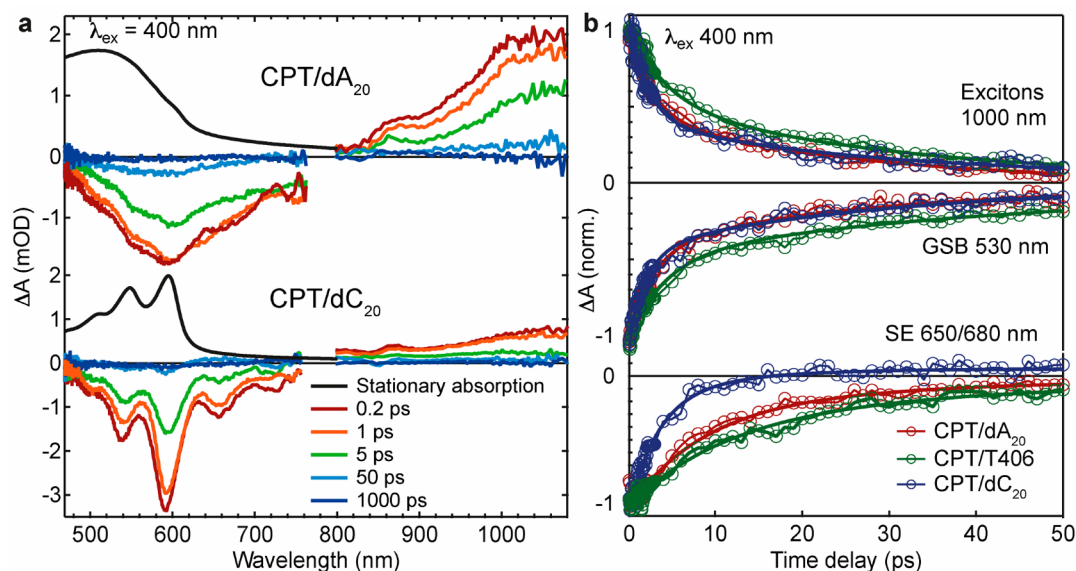 a
λex = 400 nm
CPT/dA20
2
1
0
-1
ΔA (mOD)
2
CPT/dC20
1
0
-1
-2
-3
Stationary absorption
0.2 ps
1 ps
5 ps
50 ps
1000 ps
500 600 700 800 900 1000
Wavelength (nm)
b
λex 400 nm
1
Excitons
1000 nm
0
GSB 530 nm
ΔA (norm.)
-1
SE 650/680 nm
0
CPT/dA20
CPT/T406
CPT/dC20
-1
0 10 20 30 40 50
Time delay (ps)